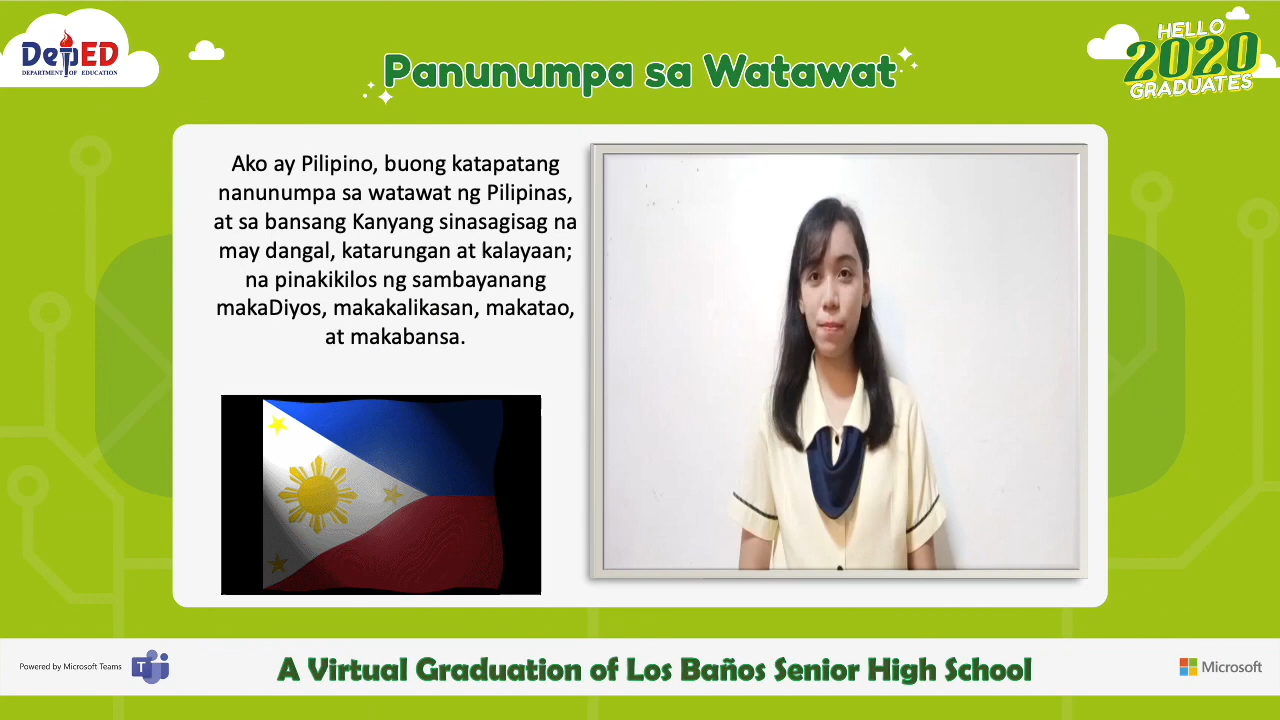 DepED
DEPARTMENT OF EDUCATION
Panunumpa sa Watawat
HELLO
2020
GRADUATES
Ako ay Pilipino, buong katapatang
nanunumpa sa watawat ng Pilipinas,
at sa bansang Kanyang sinasagisag na
may dangal, katarungan at kalayaan;
na pinakikilos ng sambayanang
makaDiyos, makakalikasan, makatao,
at makabansa.
Powered by Microsoft Teams
T
A Virtual Graduation of Los Baños Senior High School
Microsoft